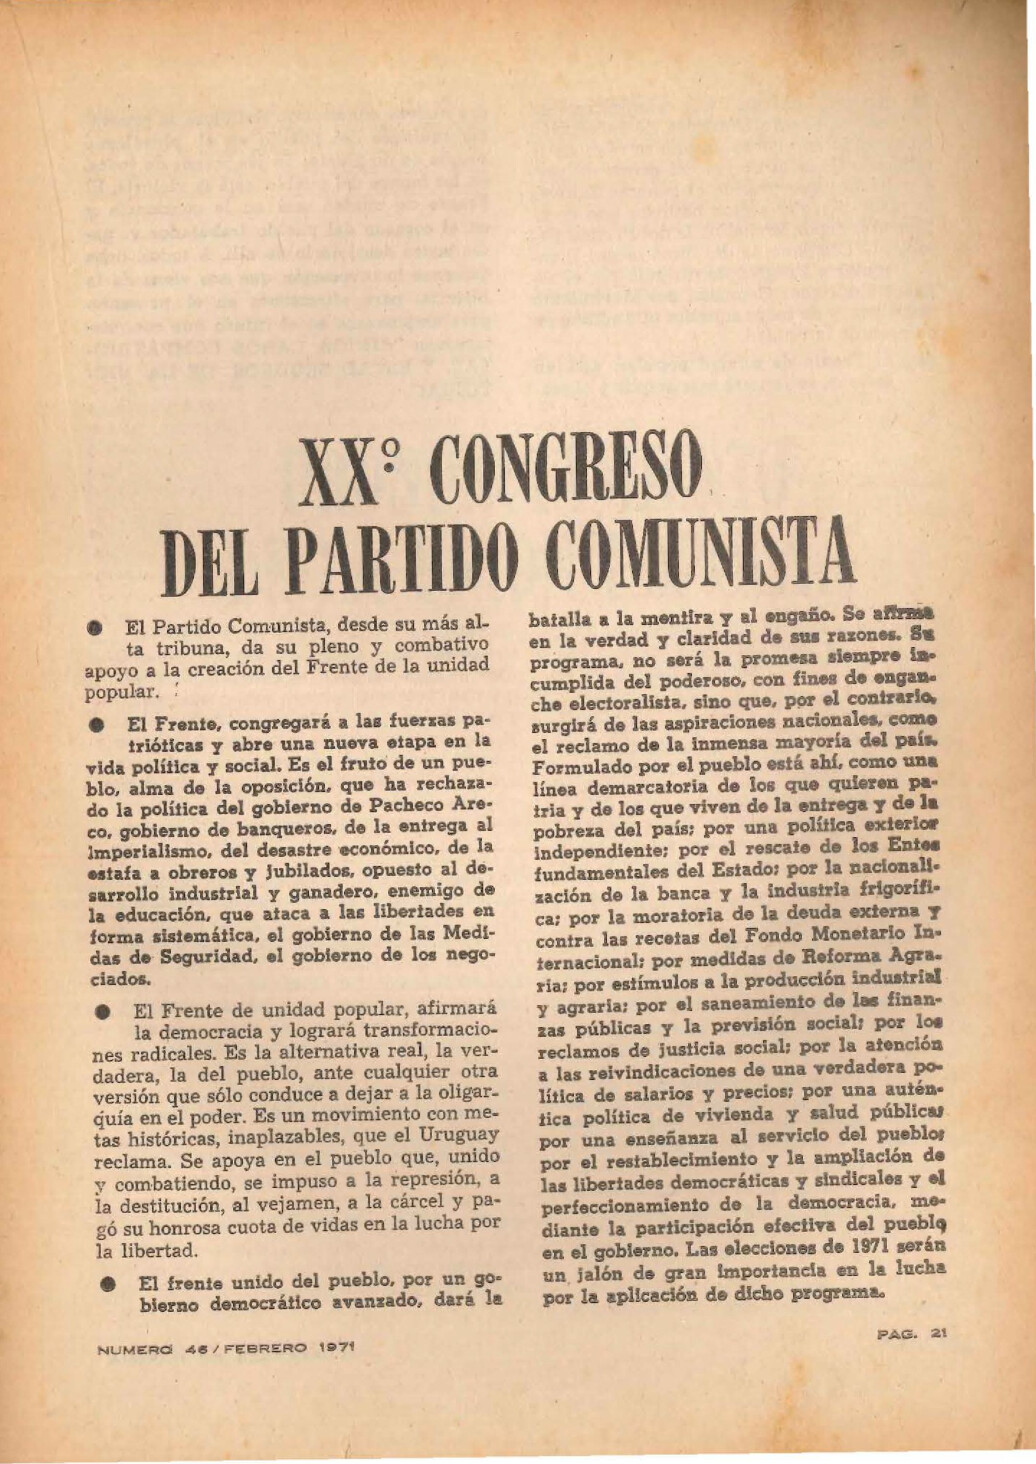 XXº CONGRESO
DEL PARTIDO COMUNISTA
● El Partido Comunista, desde su más al-
ta tribuna, da su pleno y combativo
apoyo a la creación del Frente de la unidad
popular.
● El Frente, congregará a las fuerzas pa-
trióticas y abre una nueva etapa en la
vida política y social. Es el fruto de un pue-
blo, alma de la oposición, que ha rechaza-
do la política del gobierno de Pacheco Are-
co, gobierno de banqueros, de la entrega al
Imperialismo, del desastre económico, de la
estafa a obreros y jubilados, opuesto al de-
sarrollo industrial y ganadero, enemigo de
la educación, que ataca a las libertades en
forma sistemática, el gobierno de las Medi-
das de Seguridad, el gobierno de los nego-
ciados.
● El Frente de unidad popular, afirmará
la democracia y logrará transformacio-
nes radicales. Es la alternativa real, la ver-
dadera, la del pueblo, ante cualquier otra
versión que sólo conduce a dejar a la oligar-
quía en el poder. Es un movimiento con me-
tas históricas, inaplazables, que el Uruguay
reclama. Se apoya en el pueblo que, unido
y combatiendo, se impuso a la represión, a
la destitución, al vejamen, a la cárcel y pa-
gó su honrosa cuota de vidas en la lucha por
la libertad.
● El frente unido del pueblo, por un go-
bierno democrático avanzado, dará la
batalla a la mentira y al engaño. Se afirma
en la verdad y claridad de sus razones. Su
programa, no será la promesa siempre in-
cumplida del poderoso, con fines de engan-
che electoralista, sino que, por el contrario,
surgirá de las aspiraciones nacionales, como
el reclamo de la inmensa mayoría del país.
Formulado por el pueblo está ahí, como una
línea demarcatoria de los que quieren pa-
tria y de los que viven de la entrega y de la
pobreza del país; por una política exterior
independiente; por el rescate de los Entes
fundamentales del Estado; por la nacionali-
zación de la banca y la industria frigorífi-
ca; por la moratoria de la deuda externa y
contra las recetas del Fondo Monetario In-
ternacional; por medidas de Reforma Agra-
ria; por estímulos a la producción industrial
y agraria; por el saneamiento de las finan-
zas públicas y la previsión social; por los
reclamos de justicia social; por la atención
a las reivindicaciones de una verdadera po-
lítica de salarios y precios; por una autén-
tica política de vivienda y salud pública;
por una enseñanza al servicio del pueblo;
por el restablecimiento y la ampliación de
las libertades democráticas y sindicales y el
perfeccionamiento de la democracia, me-
diante la participación efectiva del pueblo
en el gobierno. Las elecciones de 1971 serán
un jalón de gran importancia en la lucha
por la aplicación de dicho programa.
NUMERO 46 / FEBRERO 1971
PAG. 21